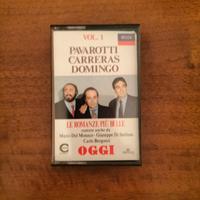 VOL. 1
DECCA
PAVAROTTI
CARRERAS
DOMINGO
LE ROMANZE PIÙ BELLE
cantate anche da
Mario Del Monaco - Giuseppe Di Stefano
Carlo Bergonzi
OGGI